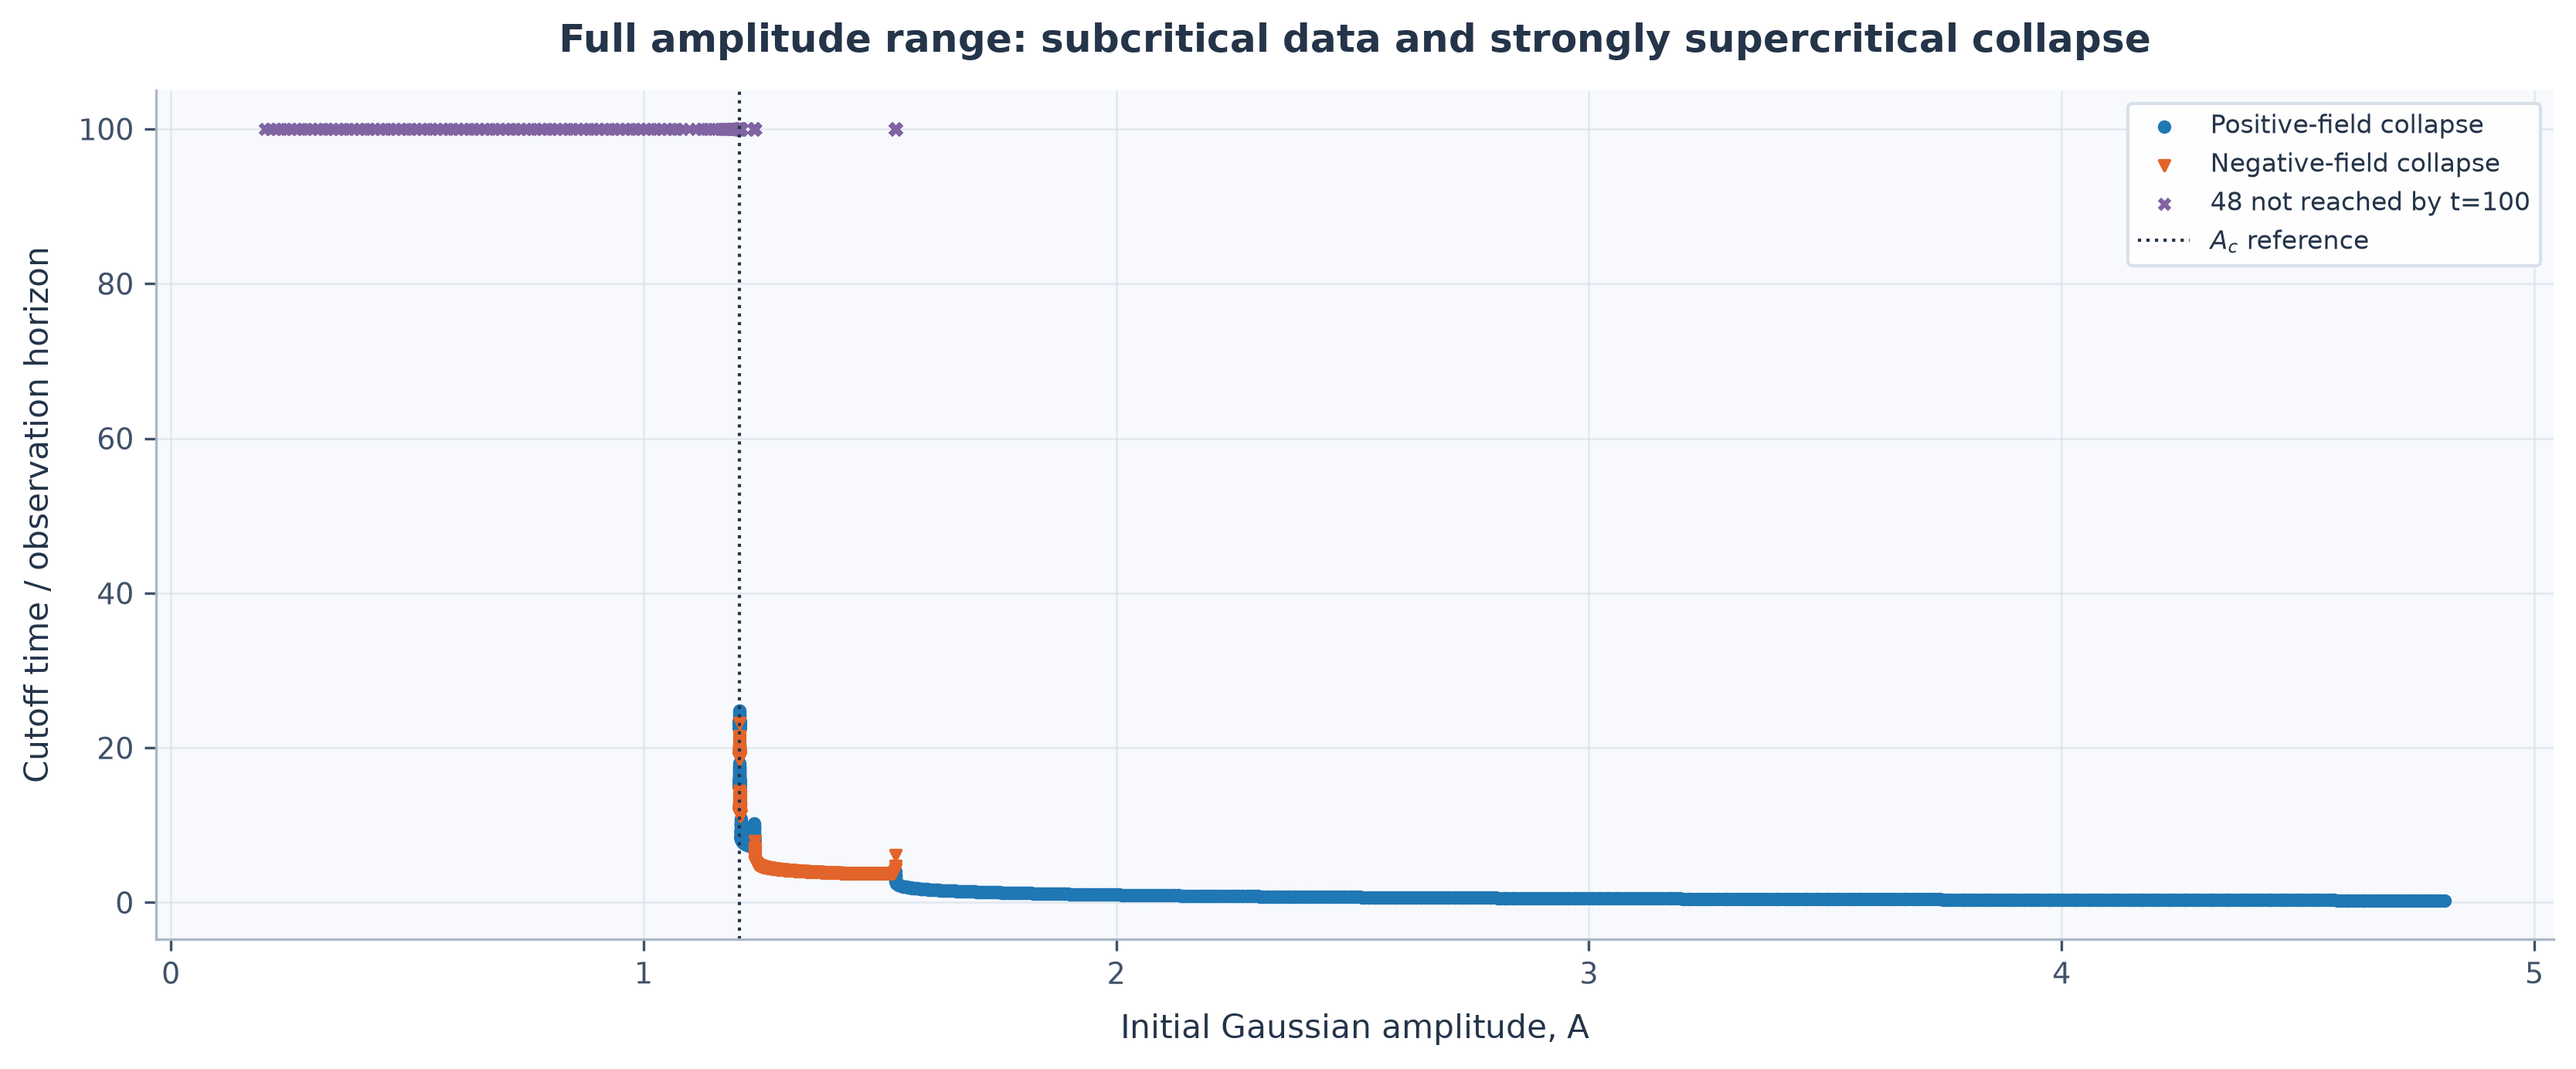 Full amplitude range: subcritical data and strongly supercritical collapse
Cutoff time / observation horizon
100
80
60
40
20
0
Positive-field collapse
Negative-field collapse
48 not reached by t=100
A_c reference
0 1 2 3 4 5
Initial Gaussian amplitude, A